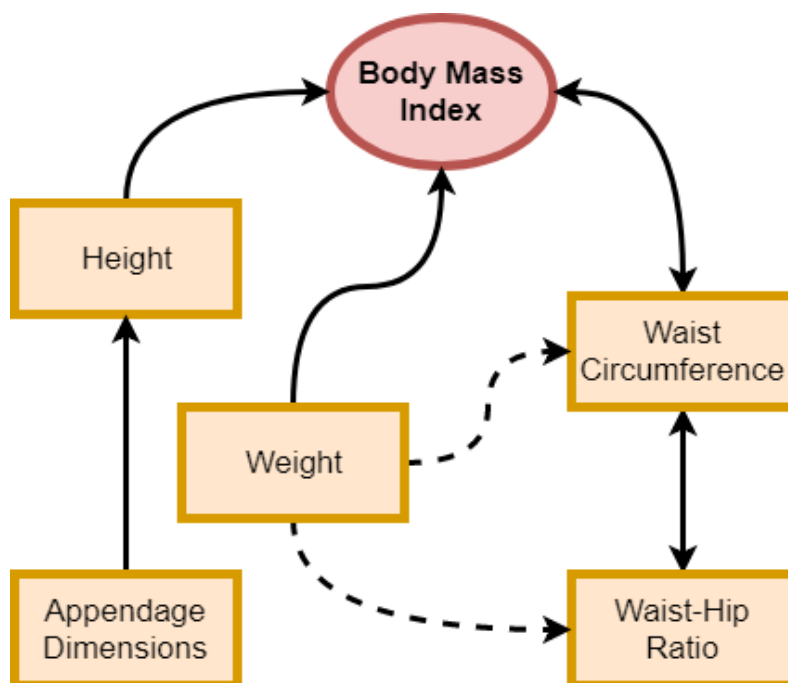 Body Mass
Index
Height
Waist
Circumference
Weight
Appendage
Dimensions
Waist-Hip
Ratio